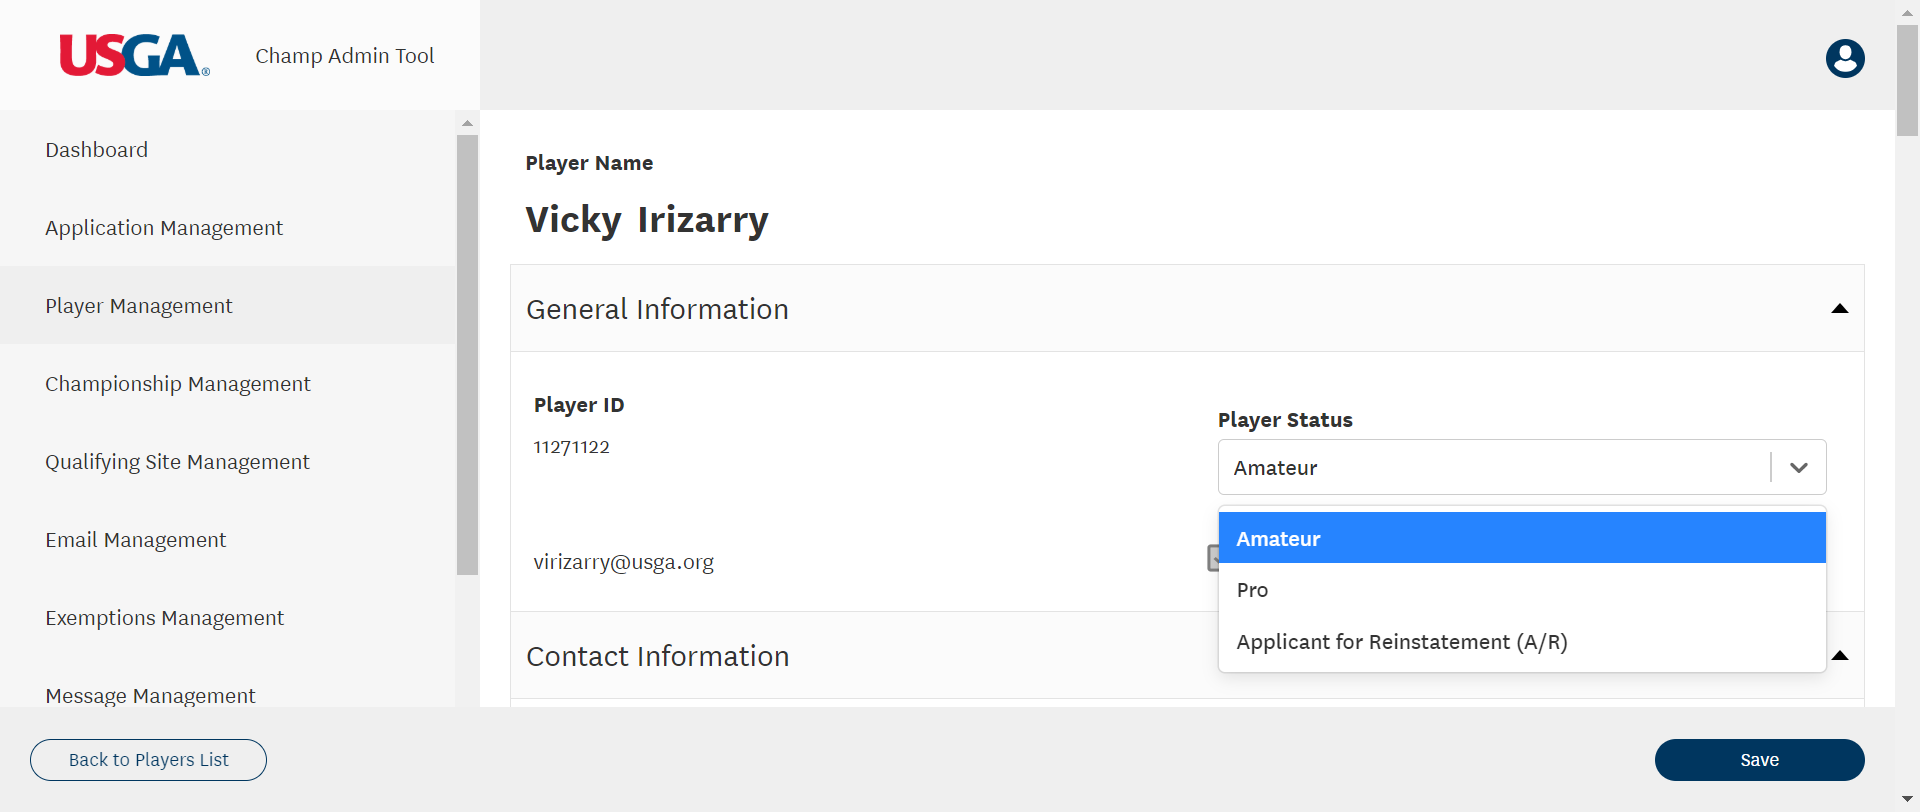 USGA®
Champ Admin Tool
Dashboard
Application Management
Player Management
Championship Management
Qualifying Site Management
Email Management
Exemptions Management
Message Management
Player Name
Vicky Irizarry
General Information
Player ID
11271122
Player Status
Amateur
Amateur
Pro
Applicant for Reinstatement (A/R)
virizarry@usga.org
Contact Information
Back to Players List
Save